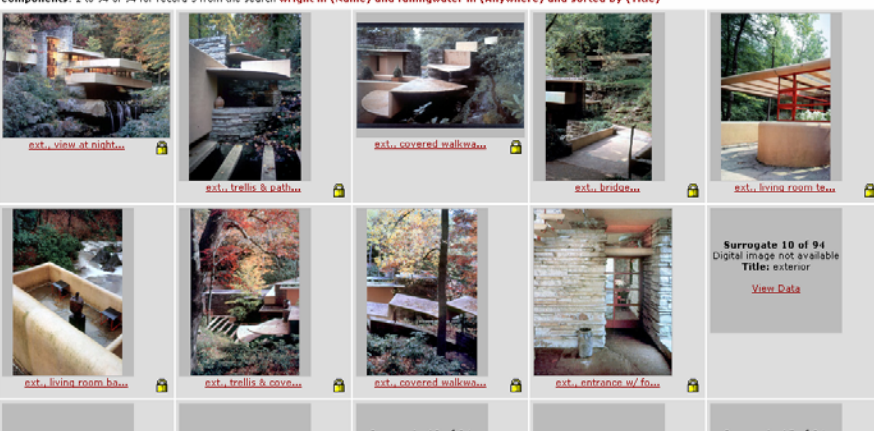 ext., view at night...
ext., trellis & path...
ext., covered walkwa...
ext., bridge...
ext., living room te...
ext., living room ba...
ext., trellis & cove...
ext., covered walkwa...
ext., entrance w/ fo...
Surrogate 10 of 94
Digital image not available
Title: exterior
View Data